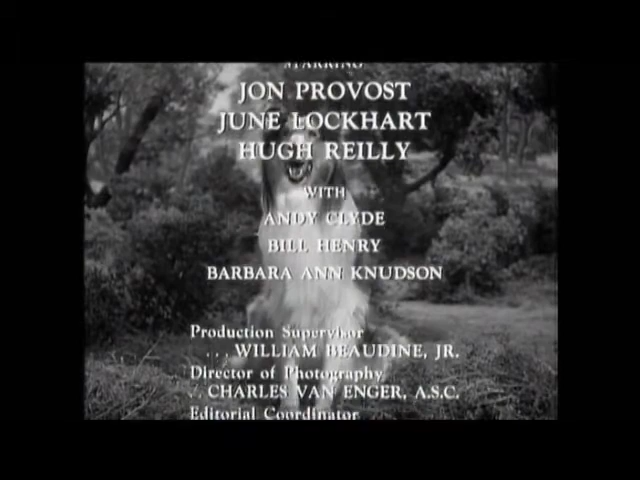 STARRING
JON PROVOST
JUNE LOCKHART
HUGH REILLY
WITH
ANDY CLYDE
BILL HENRY
BARBARA ANN KNUDSON
Production Supervisor
. . . WILLIAM BEAUDINE, JR.
Director of Photography
. . CHARLES VAN ENGER, A.S.C.
Editorial Coordinator